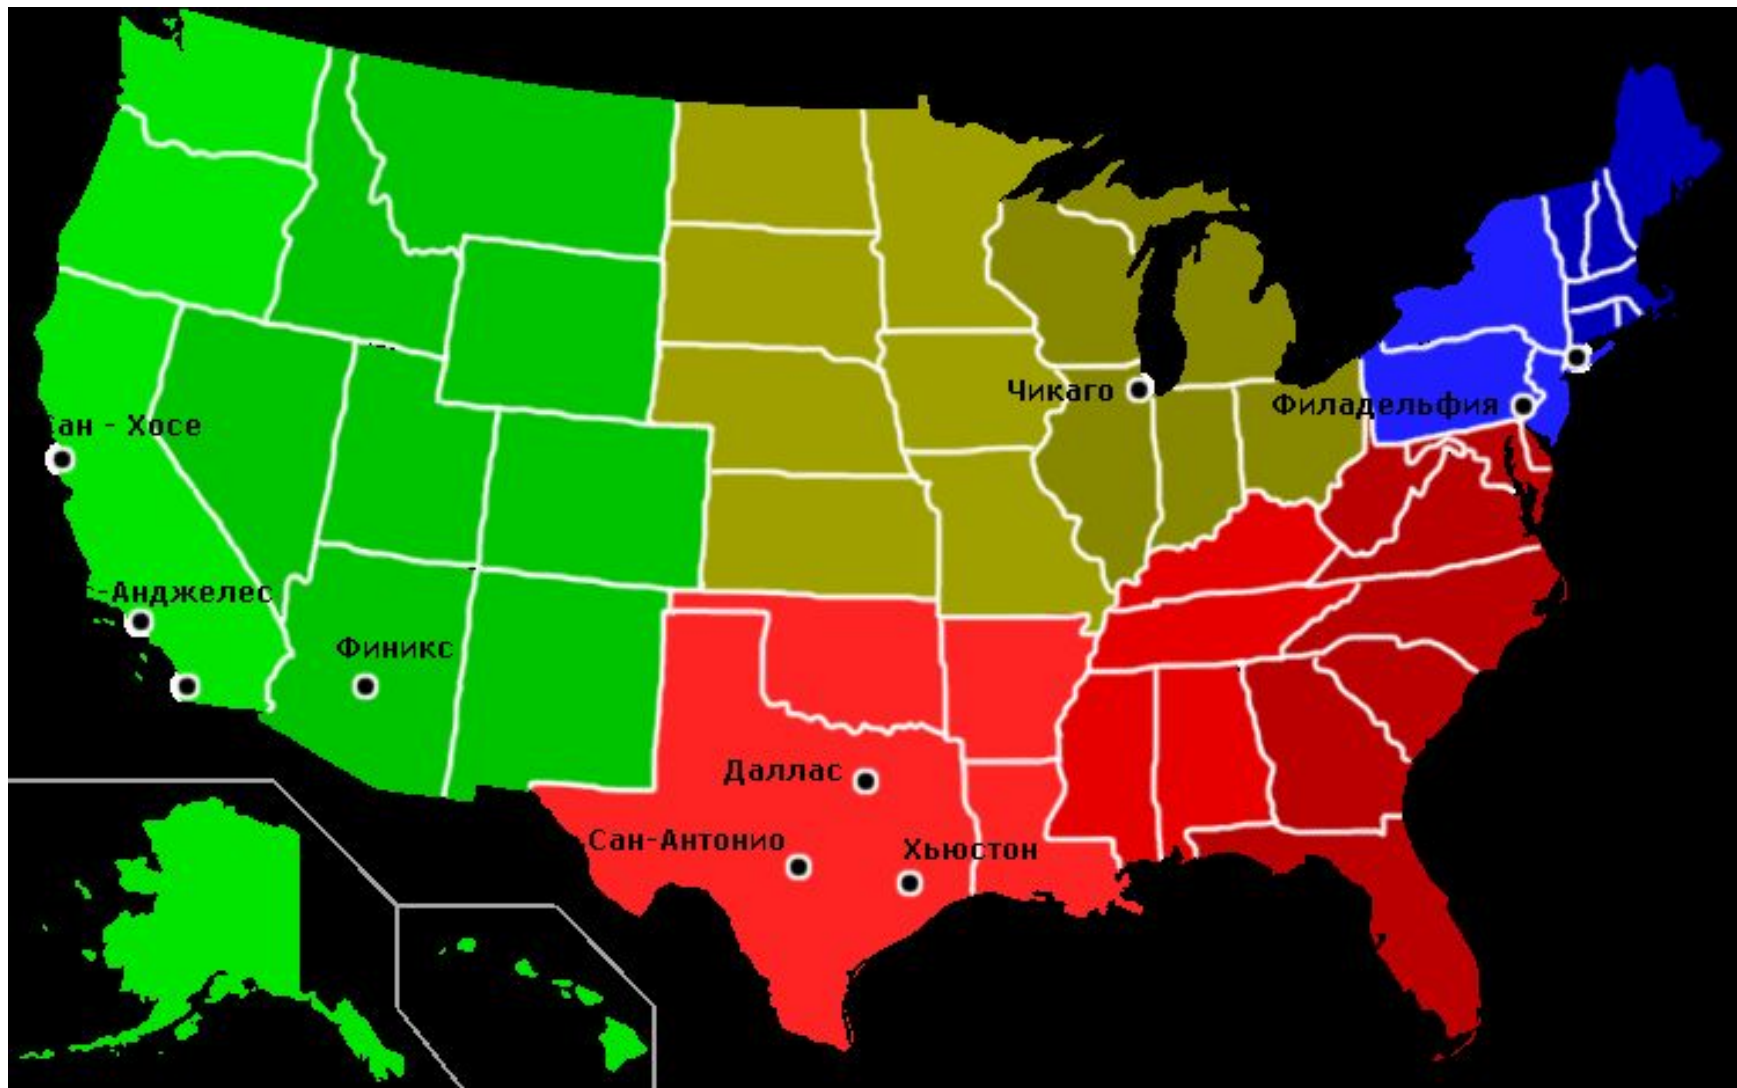 Чикаго
Филадельфия
ан - Хосе
-Анджелес
Финикс
Даллас
Сан-Антонио
Хьюстон